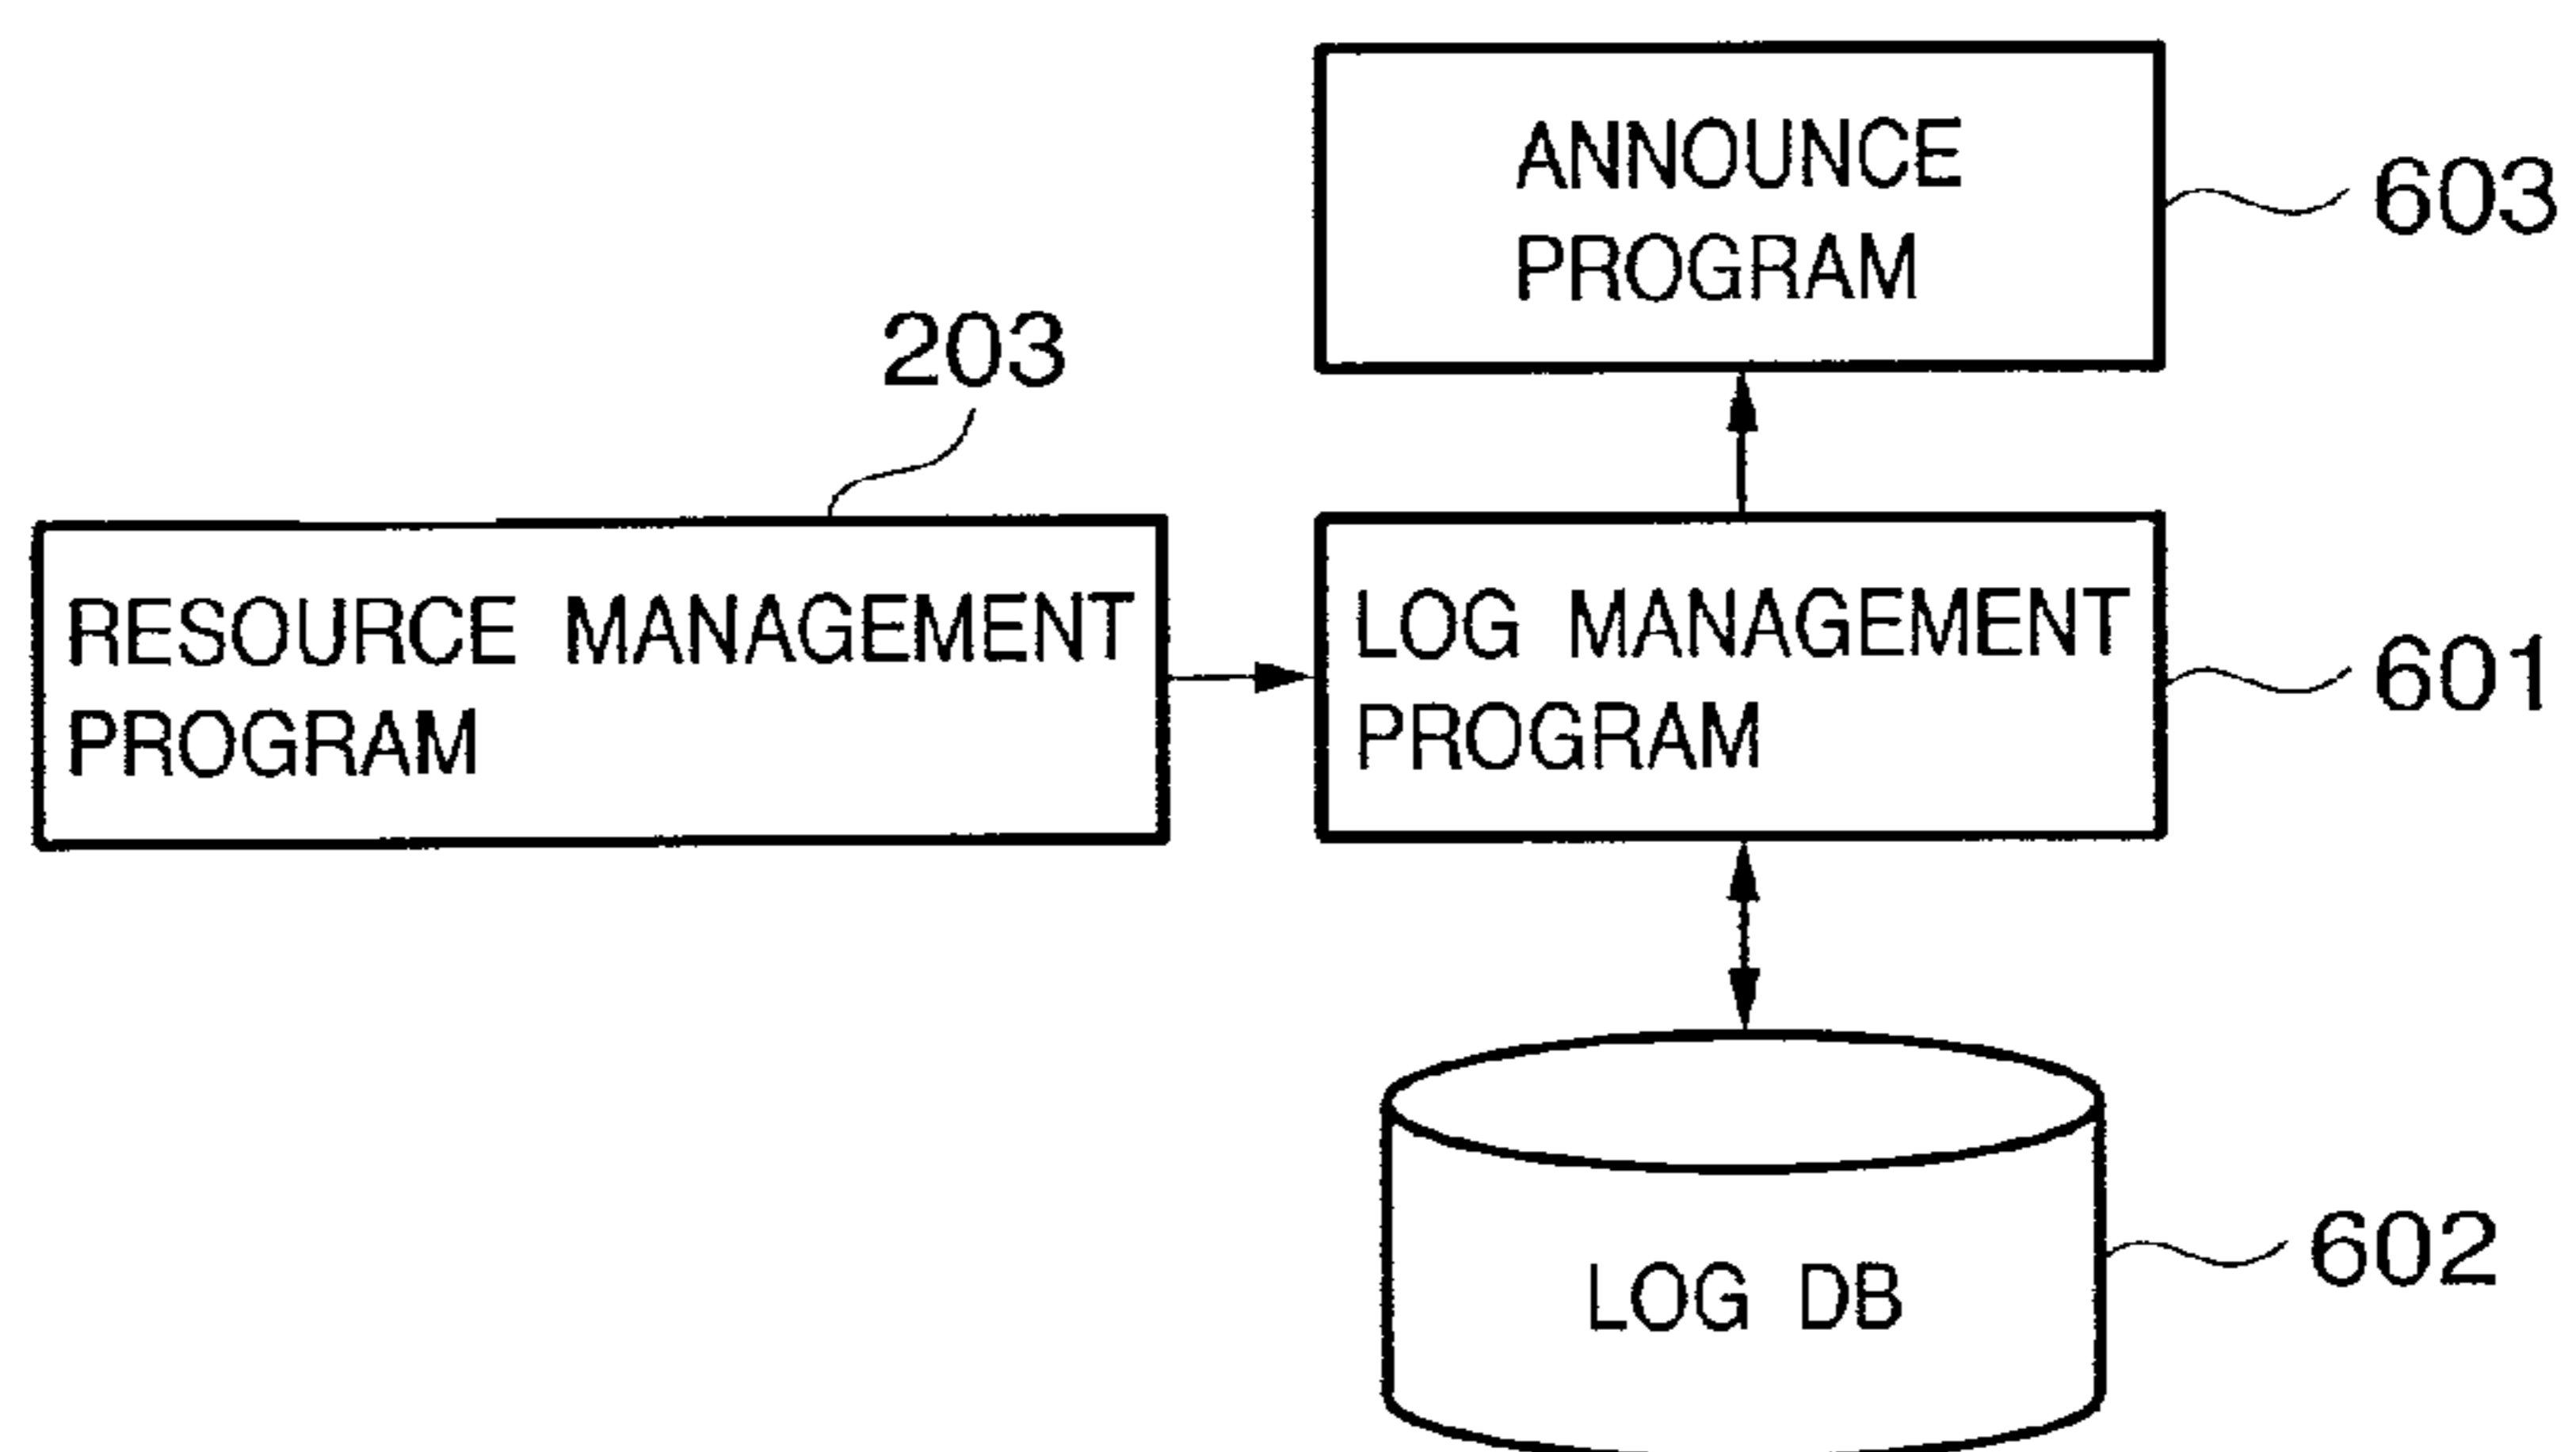 ANNOUNCE
PROGRAM
603
203
RESOURCE MANAGEMENT
PROGRAM
LOG MANAGEMENT
PROGRAM
601
LOG DB
602